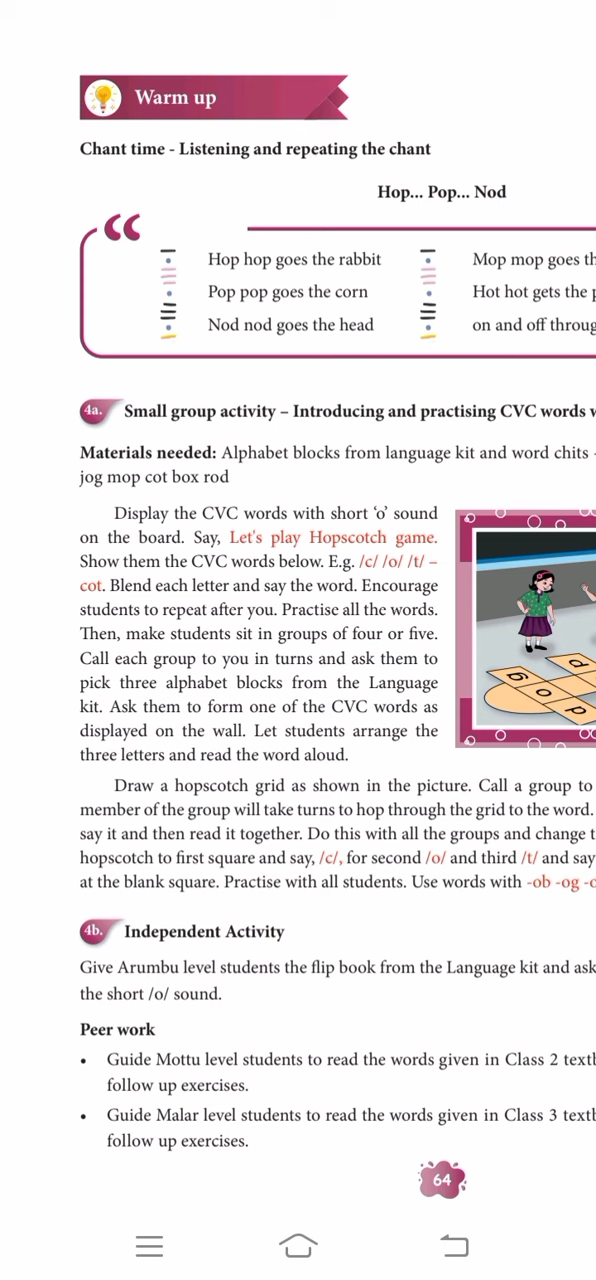 Warm up
Chant time - Listening and repeating the chant
Hop... Pop... Nod
Hop hop goes the rabbit
Pop pop goes the corn
Nod nod goes the head
Mop mop goes th
Hot hot gets the p
on and off throug
4a. Small group activity – Introducing and practising CVC words w
Materials needed: Alphabet blocks from language kit and word chits -
jog mop cot box rod
Display the CVC words with short ‘o’ sound
on the board. Say, Let's play Hopscotch game.
Show them the CVC words below. E.g. /c/ /o/ /t/ –
cot. Blend each letter and say the word. Encourage
students to repeat after you. Practise all the words.
Then, make students sit in groups of four or five.
Call each group to you in turns and ask them to
pick three alphabet blocks from the Language
kit. Ask them to form one of the CVC words as
displayed on the wall. Let students arrange the
three letters and read the word aloud.
g o d d
Draw a hopscotch grid as shown in the picture. Call a group to
member of the group will take turns to hop through the grid to the word.
say it and then read it together. Do this with all the groups and change t
hopscotch to first square and say, /c/, for second /o/ and third /t/ and say
at the blank square. Practise with all students. Use words with -ob -og -o
4b. Independent Activity
Give Arumbu level students the flip book from the Language kit and ask
the short /o/ sound.
Peer work
• Guide Mottu level students to read the words given in Class 2 textb
follow up exercises.
• Guide Malar level students to read the words given in Class 3 textb
follow up exercises.
64